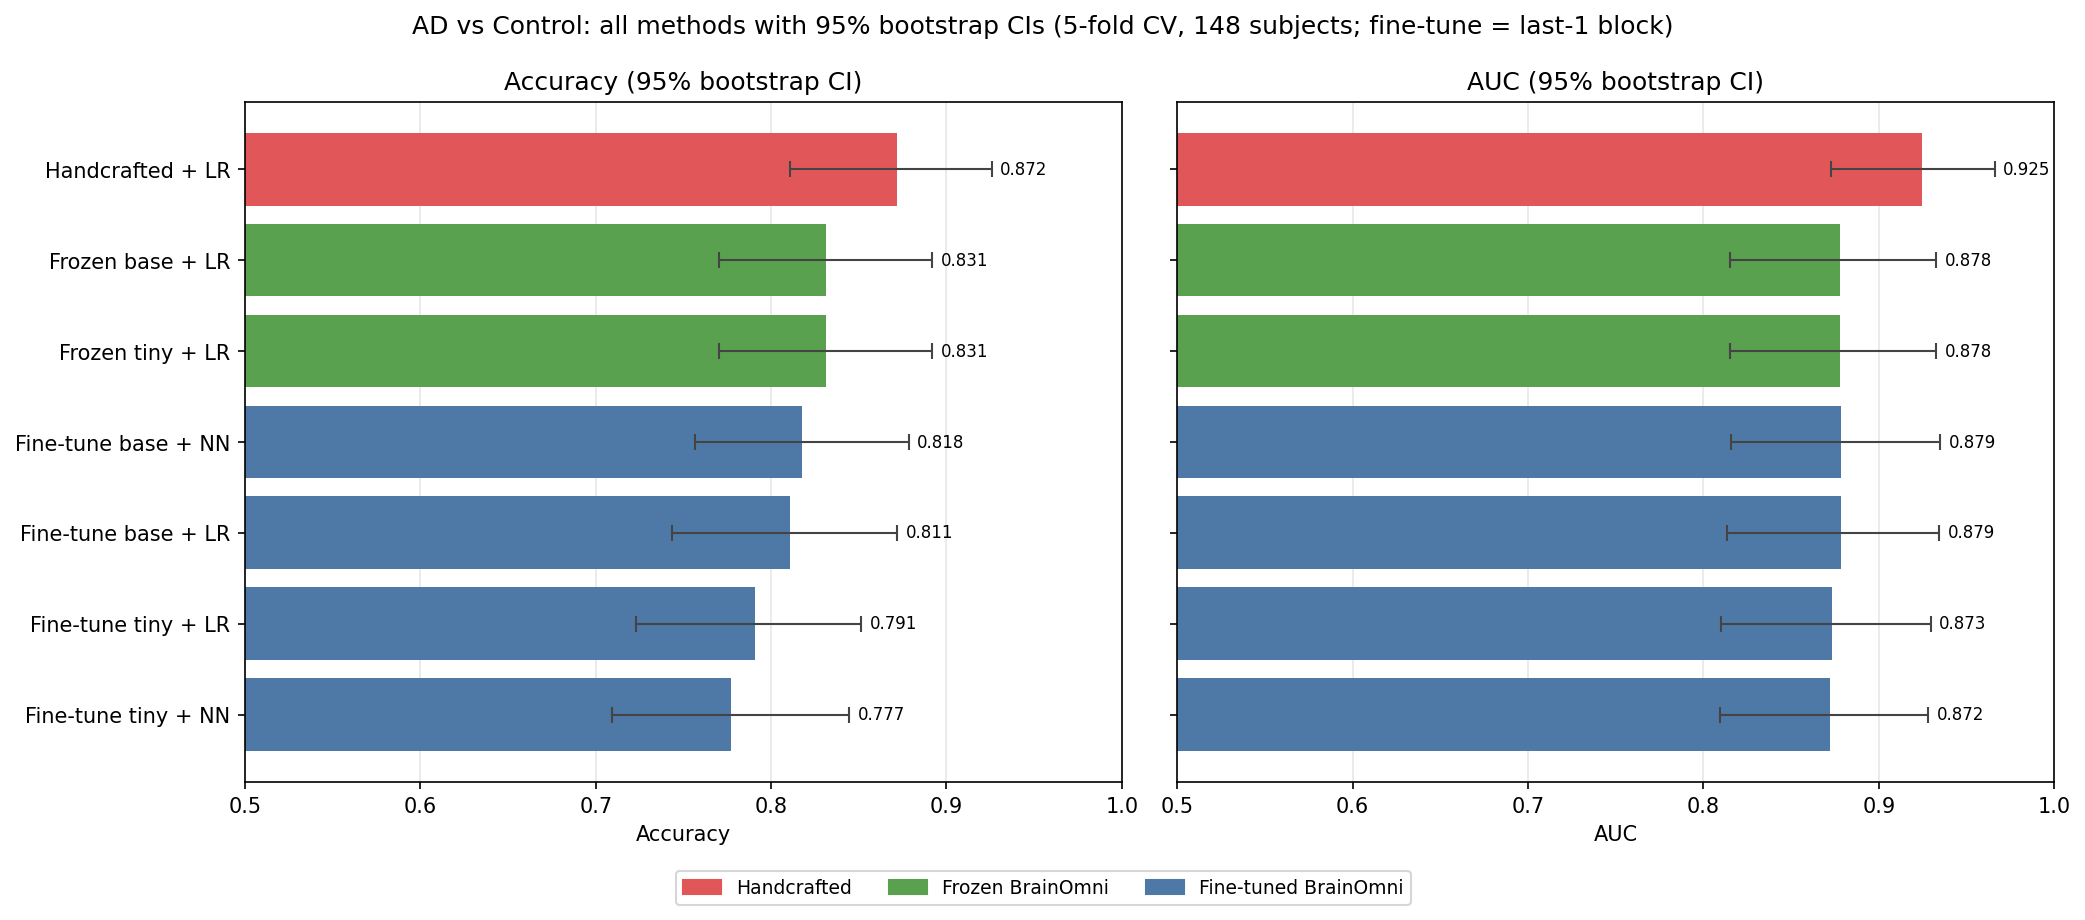 AD vs Control: all methods with 95% bootstrap CIs (5-fold CV, 148 subjects; fine-tune = last-1 block)
Accuracy (95% bootstrap CI)
Handcrafted + LR
Frozen base + LR
Frozen tiny + LR
Fine-tune base + NN
Fine-tune base + LR
Fine-tune tiny + LR
Fine-tune tiny + NN
0.872
0.831
0.831
0.818
0.811
0.791
0.777
0.5 0.6 0.7 0.8 0.9 1.0
Accuracy
AUC (95% bootstrap CI)
0.925
0.878
0.878
0.879
0.879
0.873
0.872
0.5 0.6 0.7 0.8 0.9 1.0
AUC
Handcrafted Frozen BrainOmni Fine-tuned BrainOmni